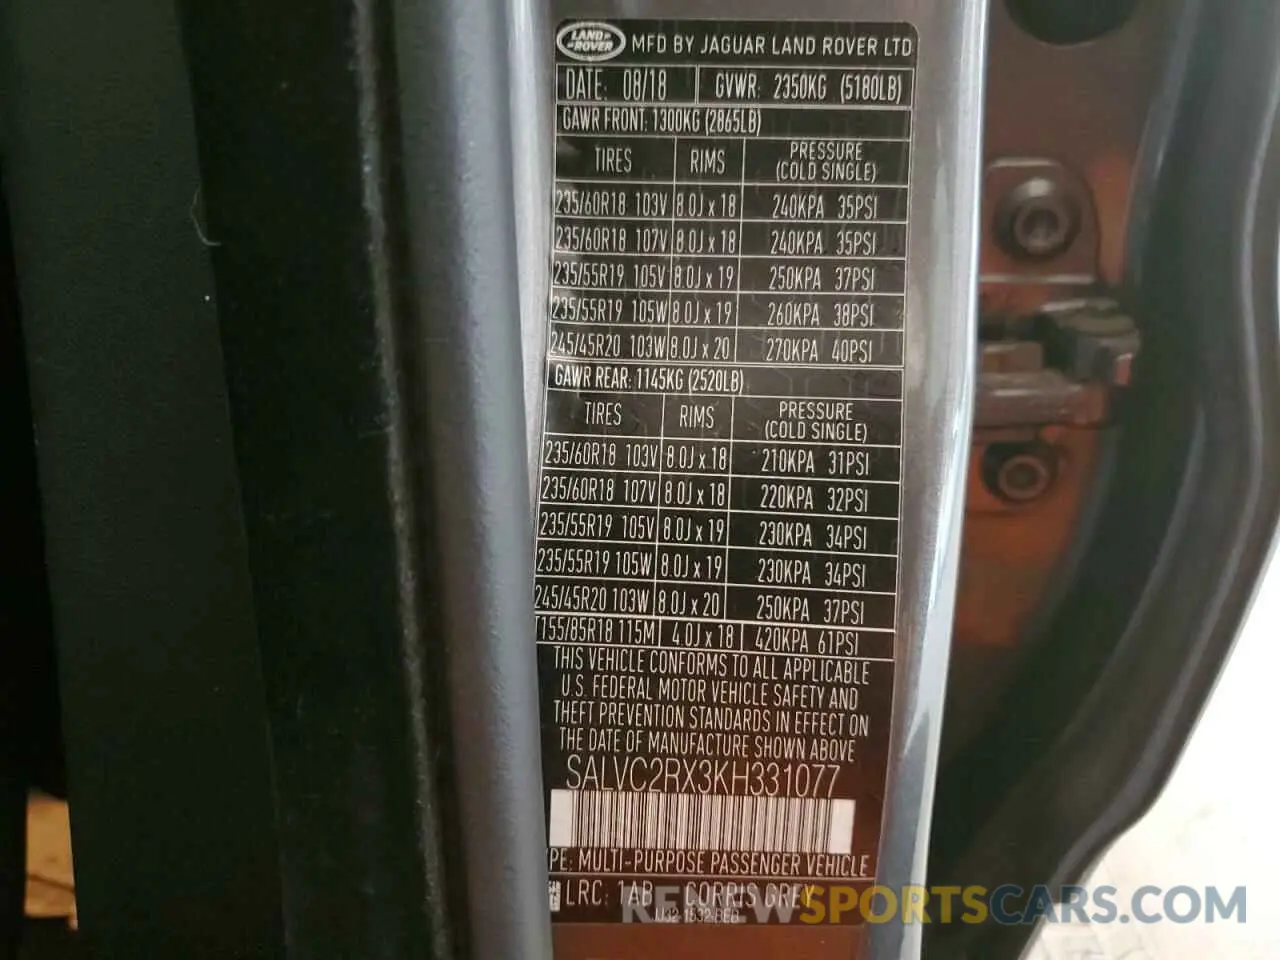 LAND ROVER MFD BY JAGUAR LAND ROVER LTD
DATE: 08/18 GVWR: 2350KG (5180LB)
GAWR FRONT: 1300KG (2865LB)
TIRES RIMS PRESSURE (COLD SINGLE)
235/60R18 103V 8.0J x 18 240KPA 35PSI
235/60R18 107V 8.0J x 18 240KPA 35PSI
235/55R19 105V 8.0J x 19 250KPA 37PSI
235/55R19 105W 8.0J x 19 260KPA 38PSI
245/45R20 103W 8.0J x 20 270KPA 40PSI
GAWR REAR: 1145KG (2520LB)
TIRES RIMS PRESSURE (COLD SINGLE)
235/60R18 103V 8.0J x 18 210KPA 31PSI
235/60R18 107V 8.0J x 18 220KPA 32PSI
235/55R19 105V 8.0J x 19 230KPA 34PSI
235/55R19 105W 8.0J x 19 230KPA 34PSI
245/45R20 103W 8.0J x 20 250KPA 37PSI
T155/85R18 115M 4.0J x 18 420KPA 61PSI
THIS VEHICLE CONFORMS TO ALL APPLICABLE
U.S. FEDERAL MOTOR VEHICLE SAFETY AND
THEFT PREVENTION STANDARDS IN EFFECT ON
THE DATE OF MANUFACTURE SHOWN ABOVE
SALVC2RX3KH331077
PE: MULTI-PURPOSE PASSENGER VEHICLE
LRC: 1AB CORRIS GREY
REVIEWSPORTSCARS.COM